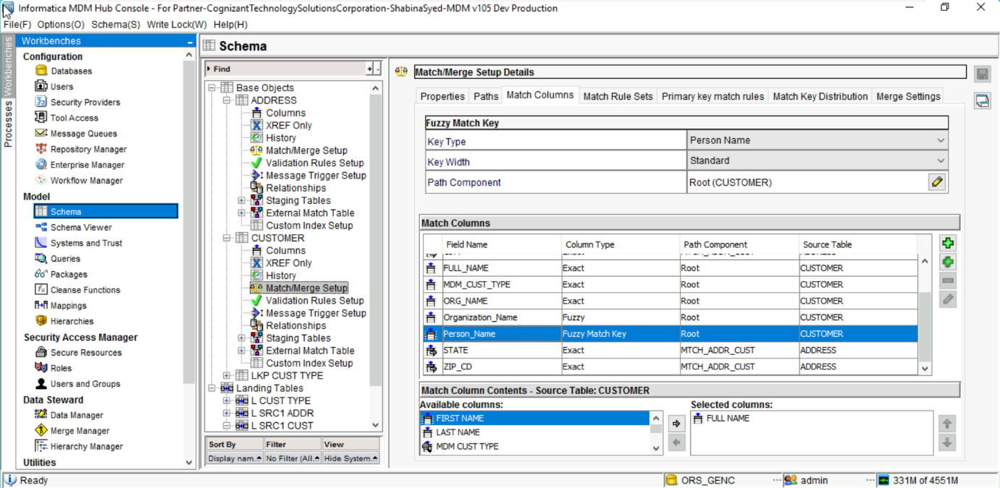 Informatica MDM Hub Console - For Partner-CognizantTechnologySolutionsCorporation-ShabinaSyed-MDM v105 Dev Production
File(F) Options(O) Schema(S) Write Lock(W) Help(H)
Workbenches
Processes
Workbenches
Configuration
Databases
Users
Security Providers
Tool Access
Message Queues
Repository Manager
Enterprise Manager
Workflow Manager
Model
Schema
Schema Viewer
Systems and Trust
Queries
Packages
Cleanse Functions
Mappings
Hierarchies
Security Access Manager
Secure Resources
Roles
Users and Groups
Data Steward
Data Manager
Merge Manager
Hierarchy Manager
Utilities
Schema
Find + -
Base Objects
ADDRESS
Columns
XREF Only
History
Match/Merge Setup
Validation Rules Setup
Message Trigger Setup
Relationships
Staging Tables
External Match Table
Custom Index Setup
CUSTOMER
Columns
XREF Only
History
Match/Merge Setup
Validation Rules Setup
Message Trigger Setup
Relationships
Staging Tables
External Match Table
Custom Index Setup
LKP CUST TYPE
Landing Tables
L CUST TYPE
L SRC1 ADDR
L SRC1 CUST
Sort By Filter View
Display nam... No Filter (All... Hide System...
Match/Merge Setup Details
Properties Paths Match Columns Match Rule Sets Primary key match rules Match Key Distribution Merge Settings
Fuzzy Match Key
Key Type Person Name
Key Width Standard
Path Component Root (CUSTOMER)
Match Columns
Field Name Column Type Path Component Source Table
FULL_NAME Exact Root CUSTOMER
MDM_CUST_TYPE Exact Root CUSTOMER
ORG_NAME Exact Root CUSTOMER
Organization_Name Fuzzy Root CUSTOMER
Person_Name Fuzzy Match Key Root CUSTOMER
STATE Exact MTCH_ADDR_CUST ADDRESS
ZIP_CD Exact MTCH_ADDR_CUST ADDRESS
Match Column Contents - Source Table: CUSTOMER
Available columns: Selected columns:
FIRST NAME FULL NAME
LAST NAME
MDM CUST TYPE
Ready ORS_GENC ... admin ... 331M of 4551M